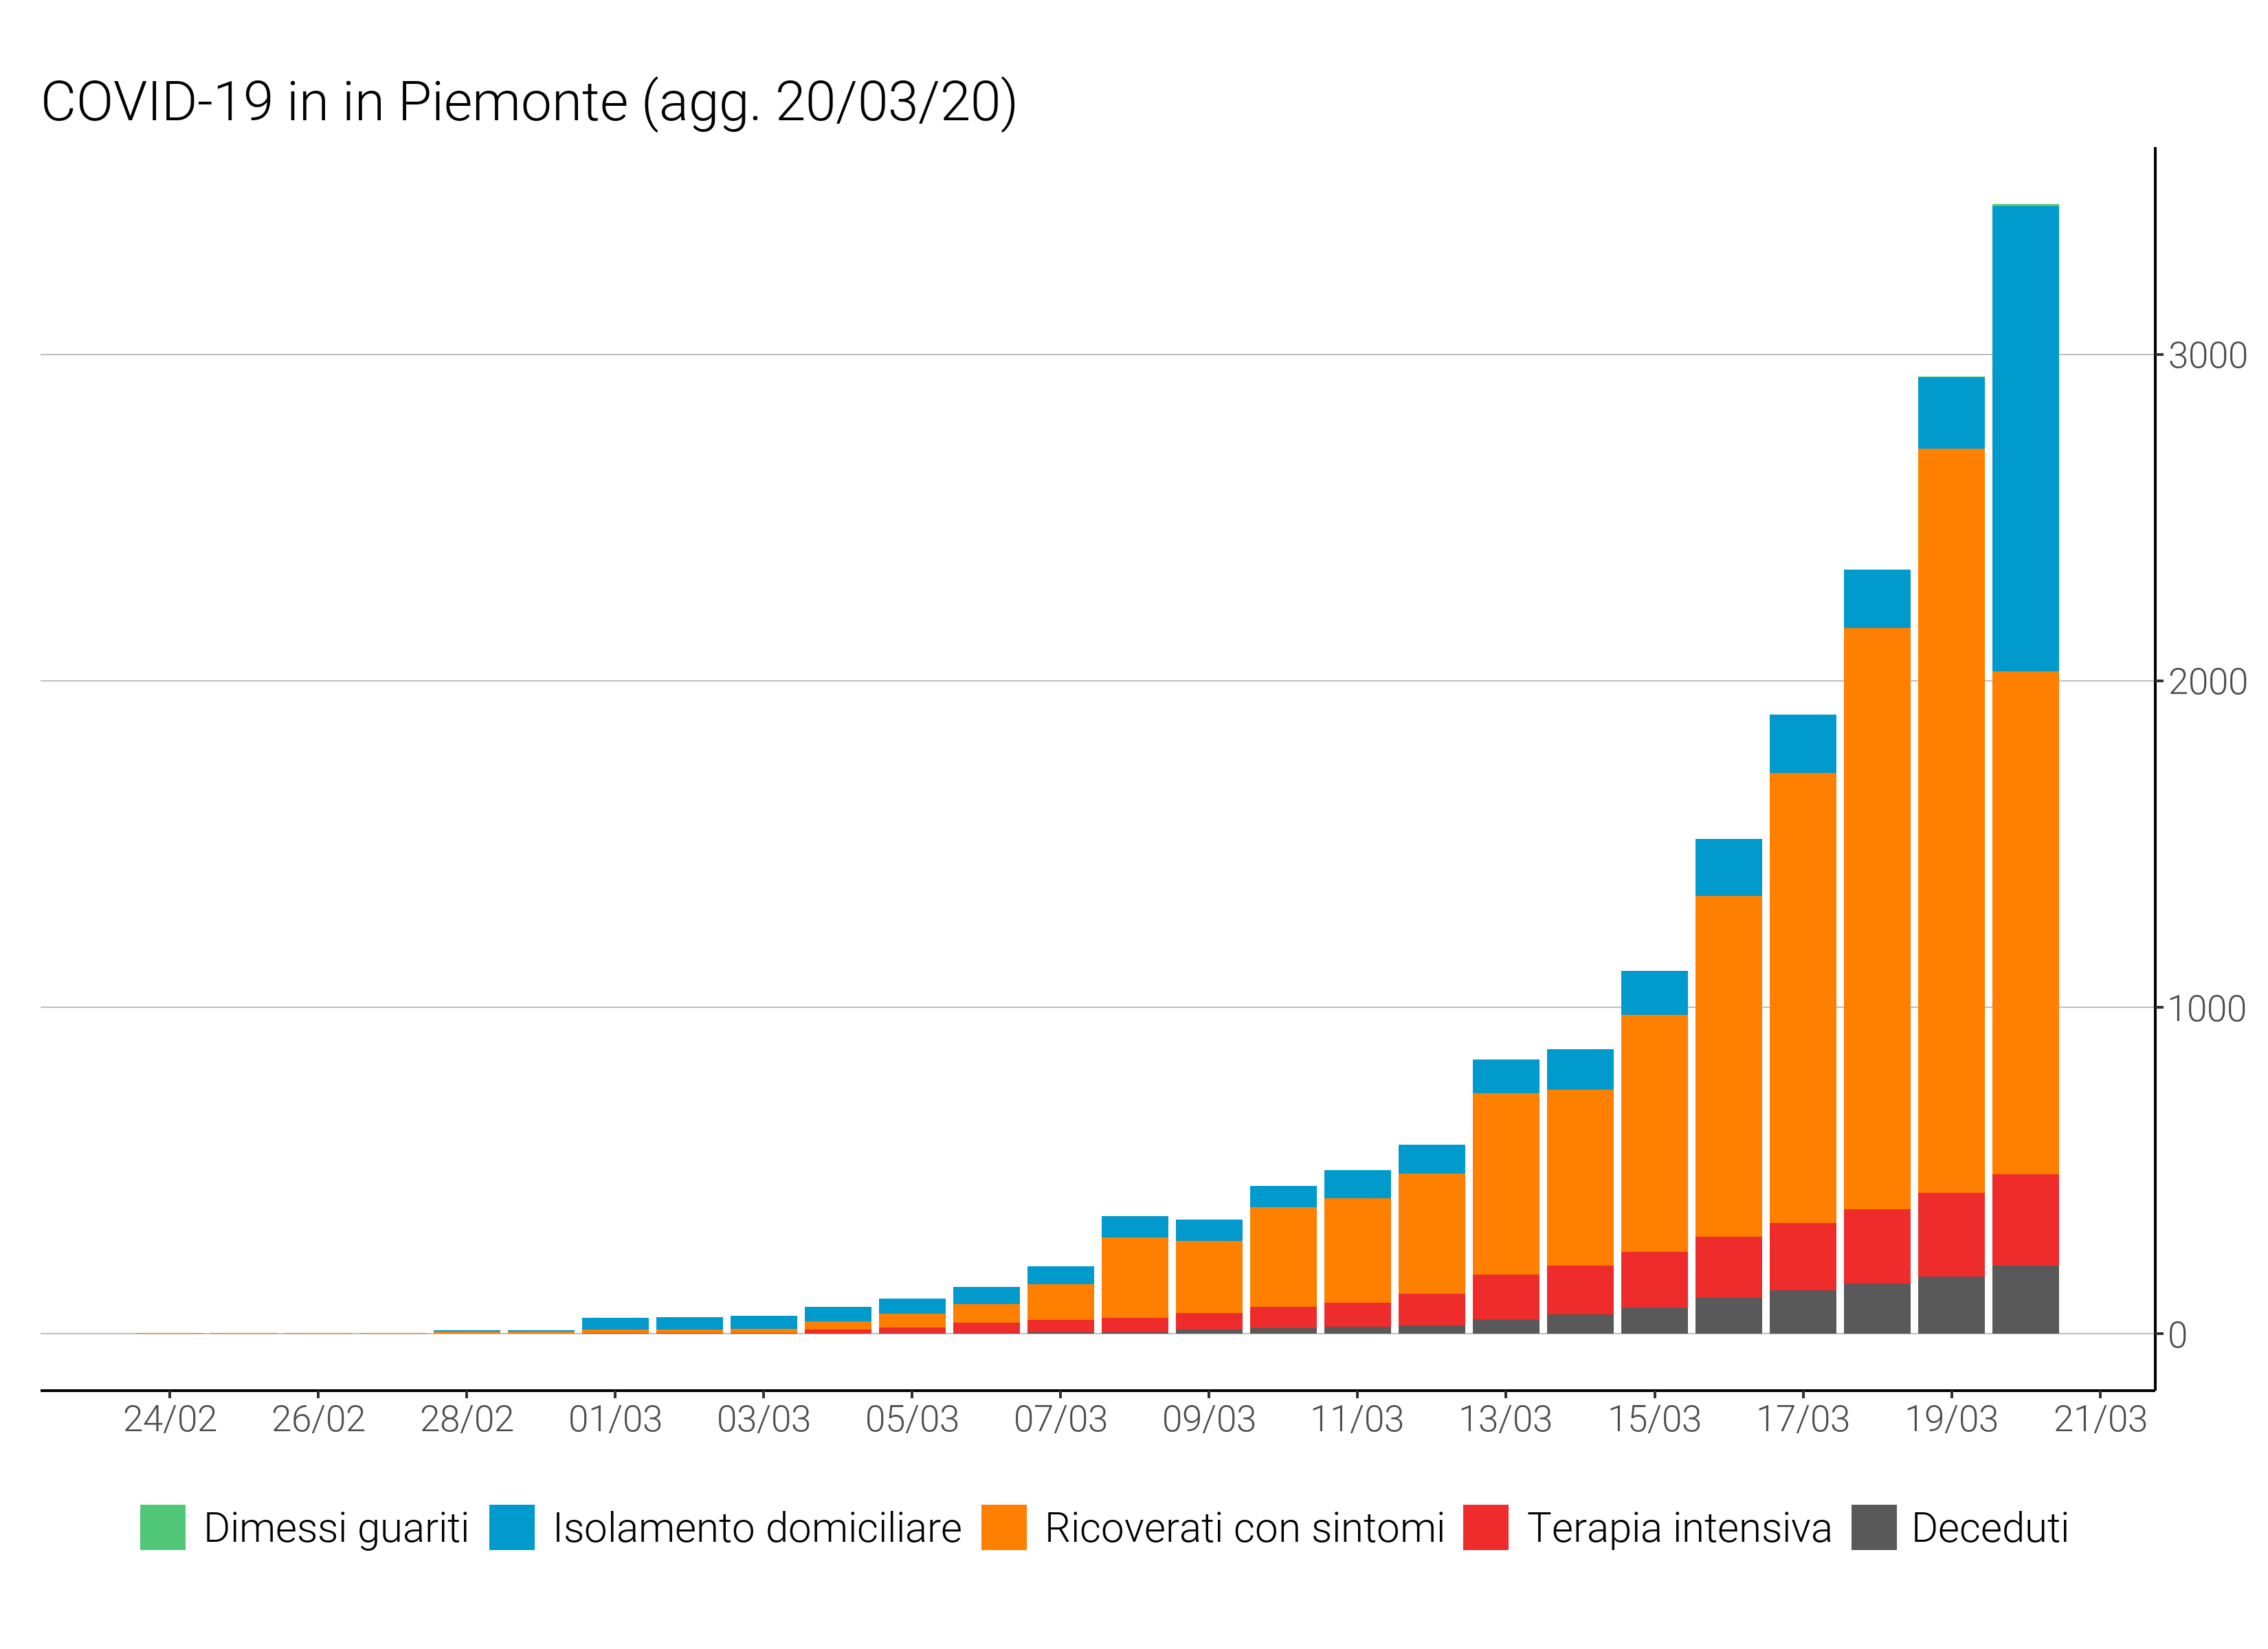 COVID-19 in in Piemonte (agg. 20/03/20)
3000
2000
1000
0
24/02 26/02 28/02 01/03 03/03 05/03 07/03 09/03 11/03 13/03 15/03 17/03 19/03 21/03
Dimessi guariti Isolamento domiciliare Ricoverati con sintomi Terapia intensiva Deceduti